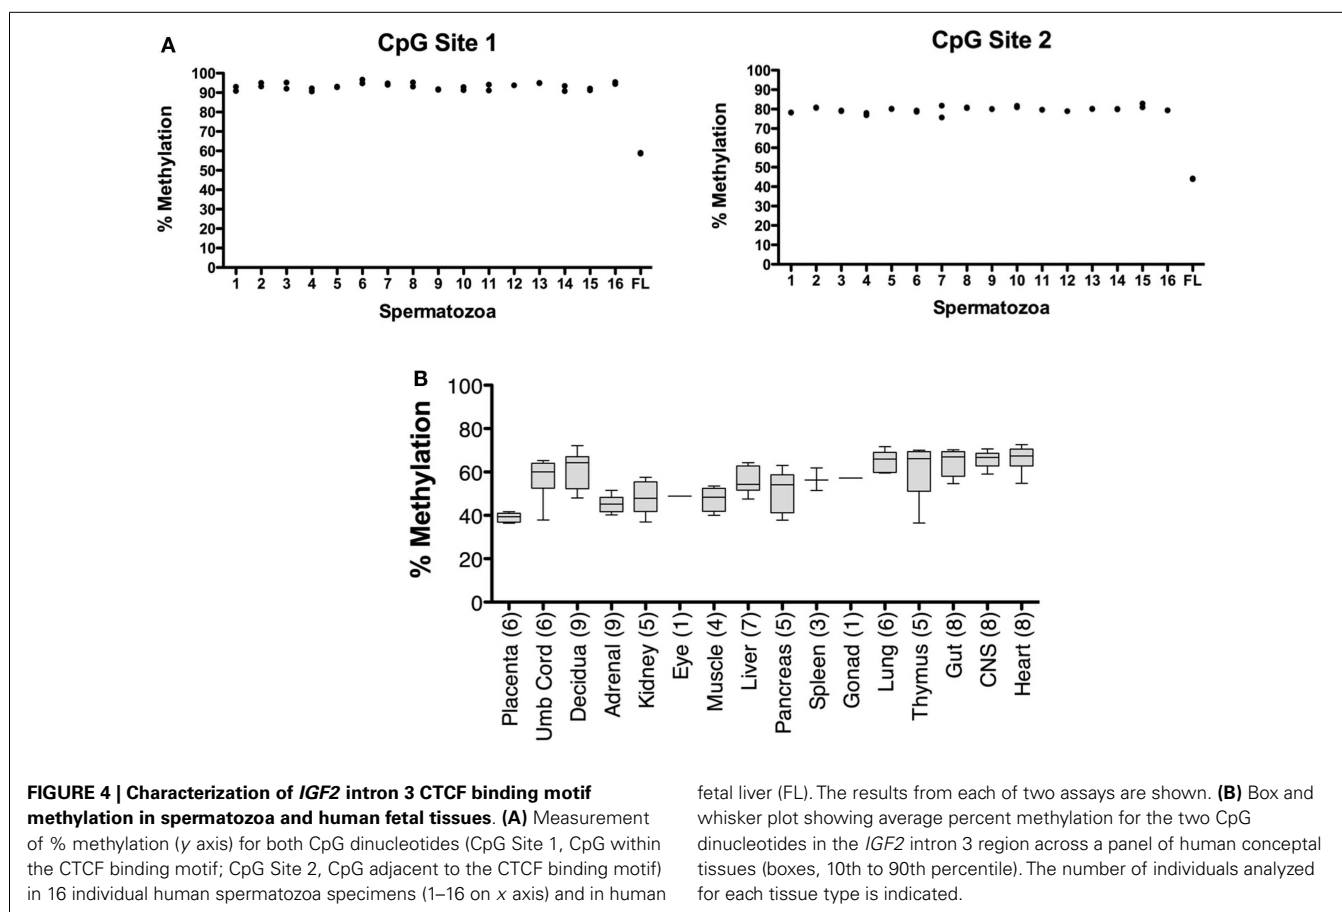 A
CpG Site 1
% Methylation
100
90
80
70
60
50
40
30
20
10
0
1 2 3 4 5 6 7 8 9 10 11 12 13 14 15 16 FL
Spermatozoa
CpG Site 2
% Methylation
100
90
80
70
60
50
40
30
20
10
0
1 2 3 4 5 6 7 8 9 10 11 12 13 14 15 16 FL
Spermatozoa
B
% Methylation
100
80
60
40
20
0
Placenta (6)
Umb Cord (6)
Decidua (9)
Adrenal (9)
Kidney (5)
Eye (1)
Muscle (4)
Liver (7)
Pancreas (5)
Spleen (3)
Gonad (1)
Lung (6)
Thymus (5)
Gut (8)
CNS (8)
Heart (8)
FIGURE 4 | Characterization of IGF2 intron 3 CTCF binding motif
methylation in spermatozoa and human fetal tissues. (A) Measurement
of % methylation (y axis) for both CpG dinucleotides (CpG Site 1, CpG within
the CTCF binding motif; CpG Site 2, CpG adjacent to the CTCF binding motif)
in 16 individual human spermatozoa specimens (1–16 on x axis) and in human
fetal liver (FL). The results from each of two assays are shown. (B) Box and
whisker plot showing average percent methylation for the two CpG
dinucleotides in the IGF2 intron 3 region across a panel of human conceptal
tissues (boxes, 10th to 90th percentile). The number of individuals analyzed
for each tissue type is indicated.